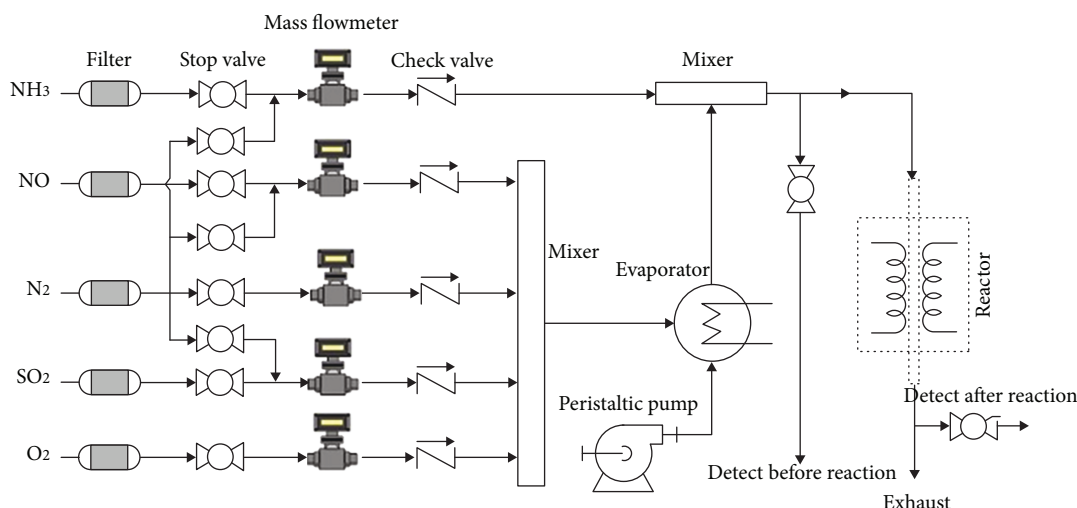 Mass flowmeter
Filter
Stop valve
Check valve
Mixer
NH3
NO
Mixer
N2
Evaporator
Reactor
SO2
Peristaltic pump
Detect after reaction
O2
Detect before reaction
Exhaust